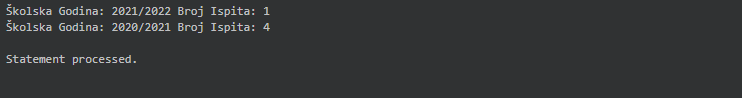 Školska Godina: 2021/2022 Broj Ispita: 1
Školska Godina: 2020/2021 Broj Ispita: 4
Statement processed.